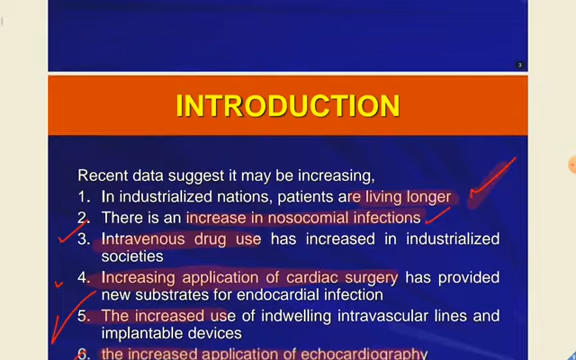 3
INTRODUCTION
Recent data suggest it may be increasing,
1. In industrialized nations, patients are living longer
2. There is an increase in nosocomial infections
3. Intravenous drug use has increased in industrialized
societies
4. Increasing application of cardiac surgery has provided
new substrates for endocardial infection
5. The increased use of indwelling intravascular lines and
implantable devices
6. the increased application of echocardiography